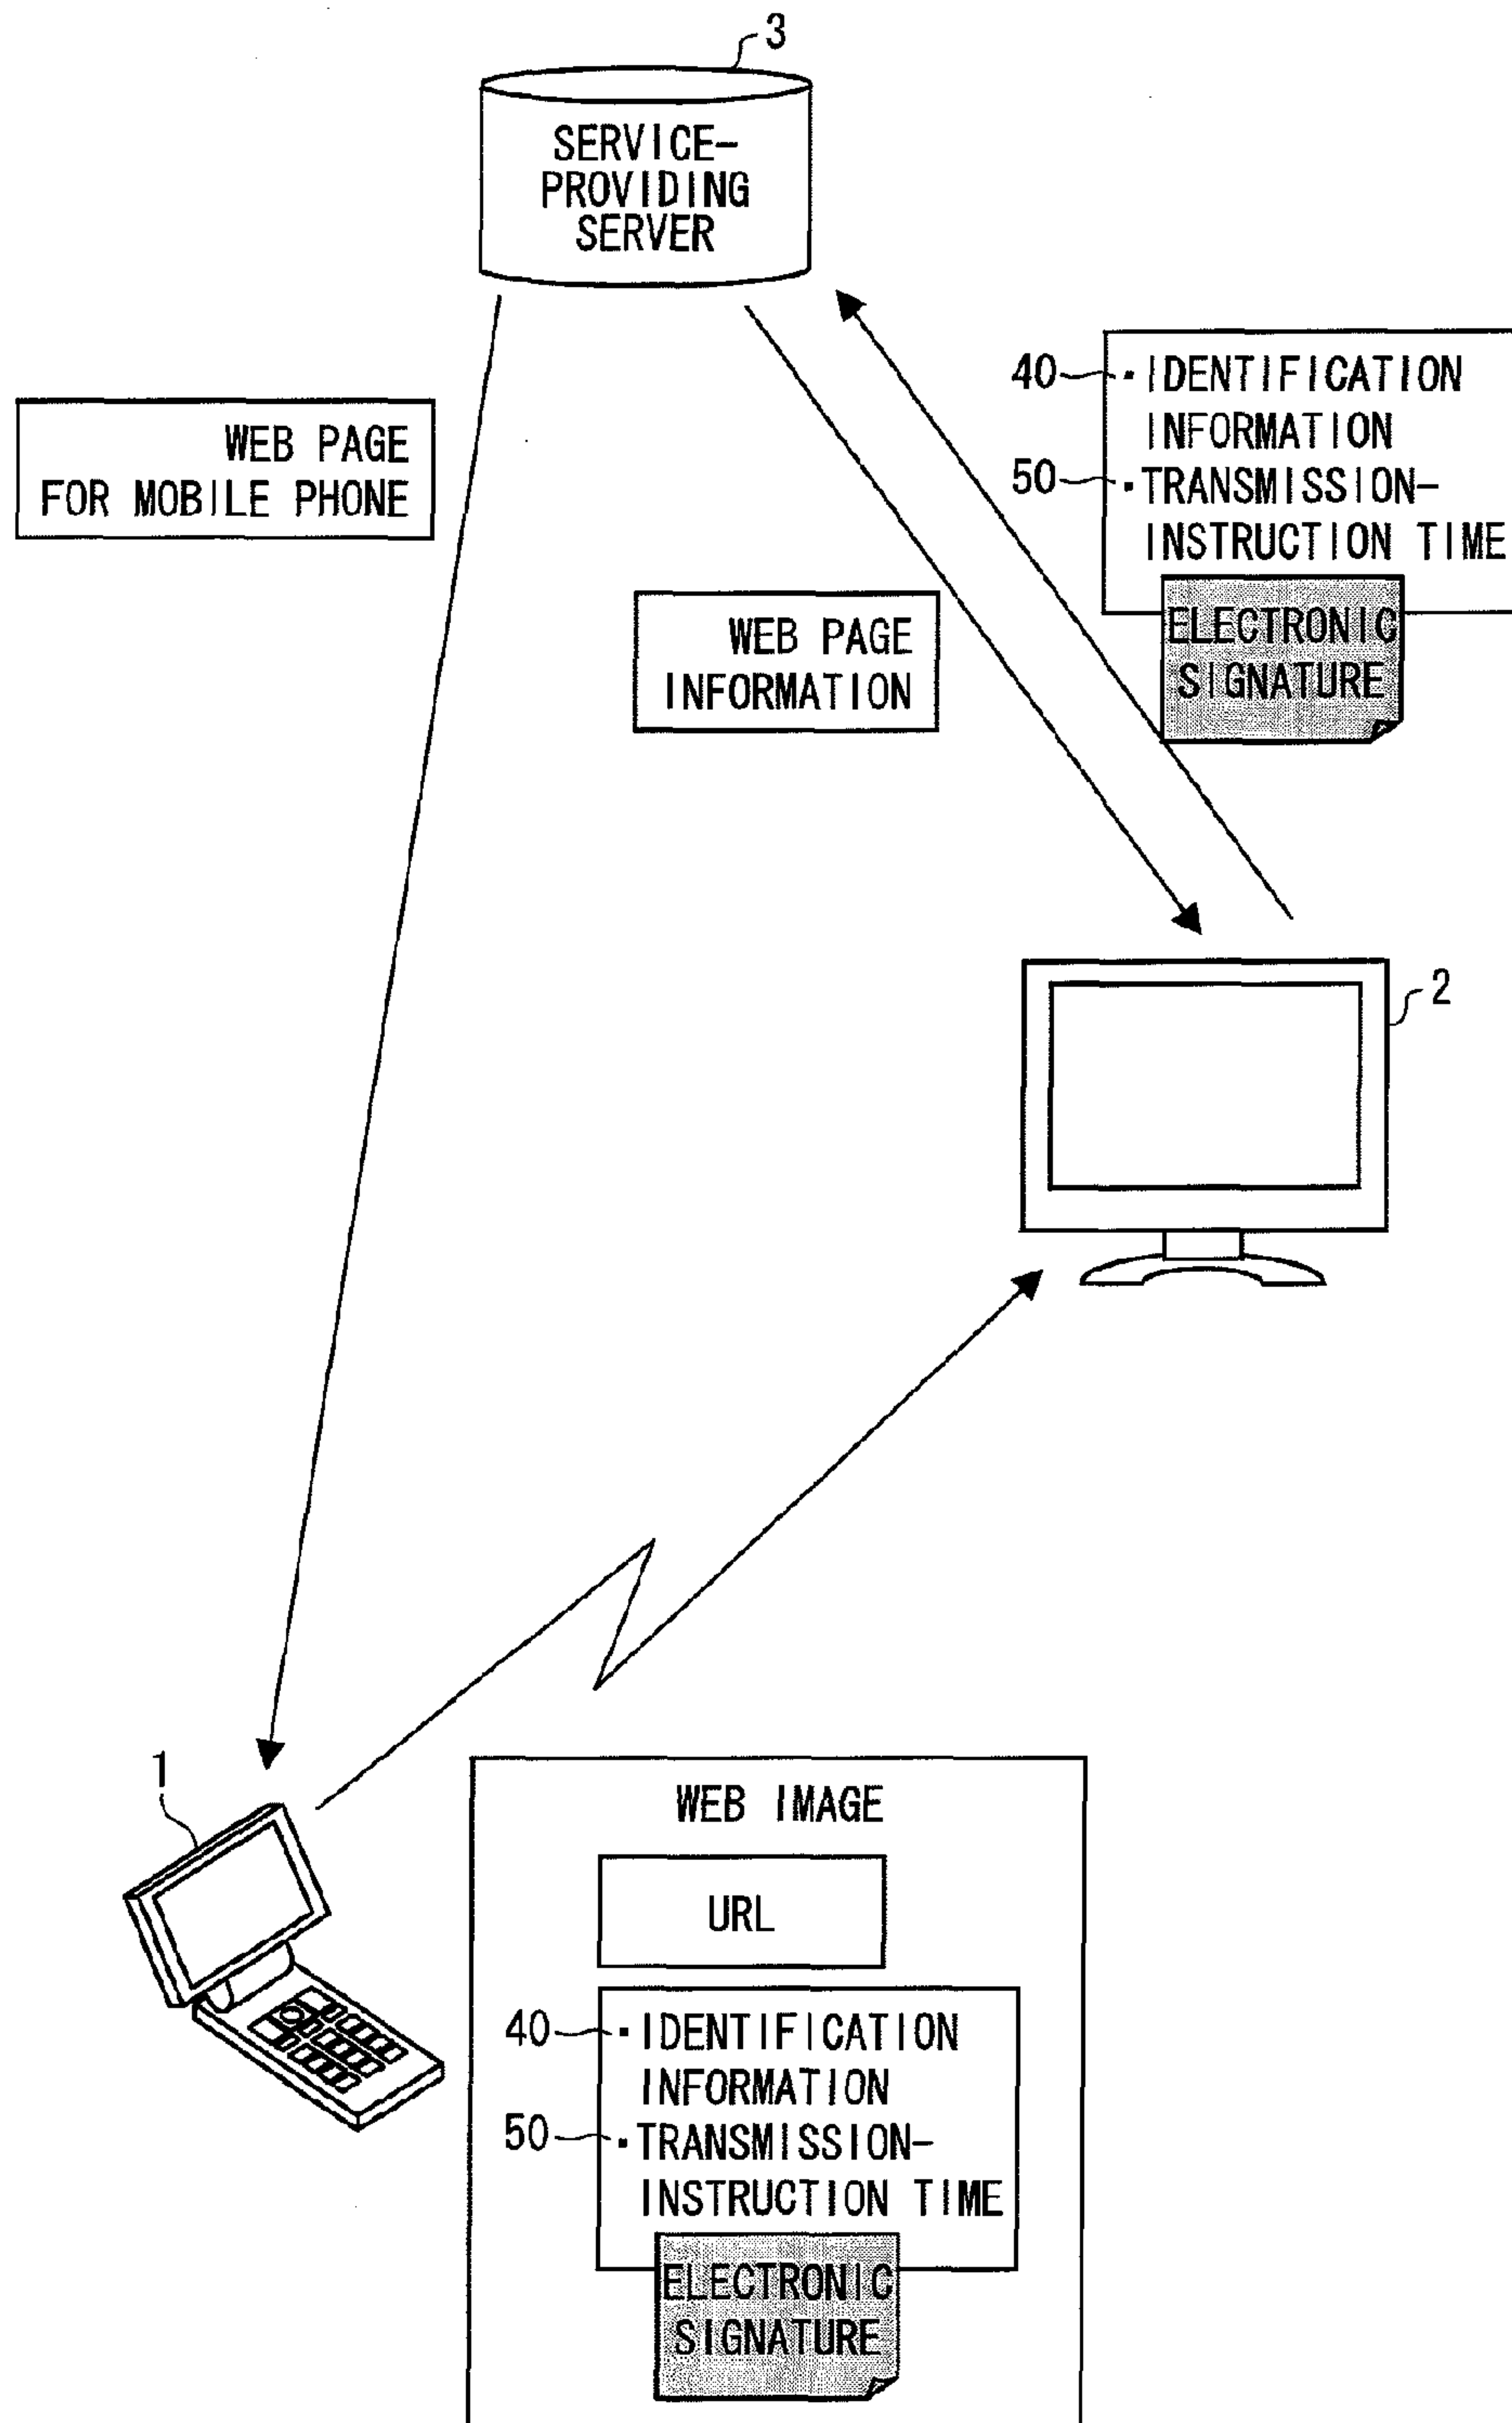 3
SERVICE-
PROVIDING
SERVER
WEB PAGE
FOR MOBILE PHONE
40
・IDENTIFICATION
INFORMATION
50
・TRANSMISSION-
INSTRUCTION TIME
ELECTRONIC
SIGNATURE
WEB PAGE
INFORMATION
2
1
WEB IMAGE
URL
40
・IDENTIFICATION
INFORMATION
50
・TRANSMISSION-
INSTRUCTION TIME
ELECTRONIC
SIGNATURE